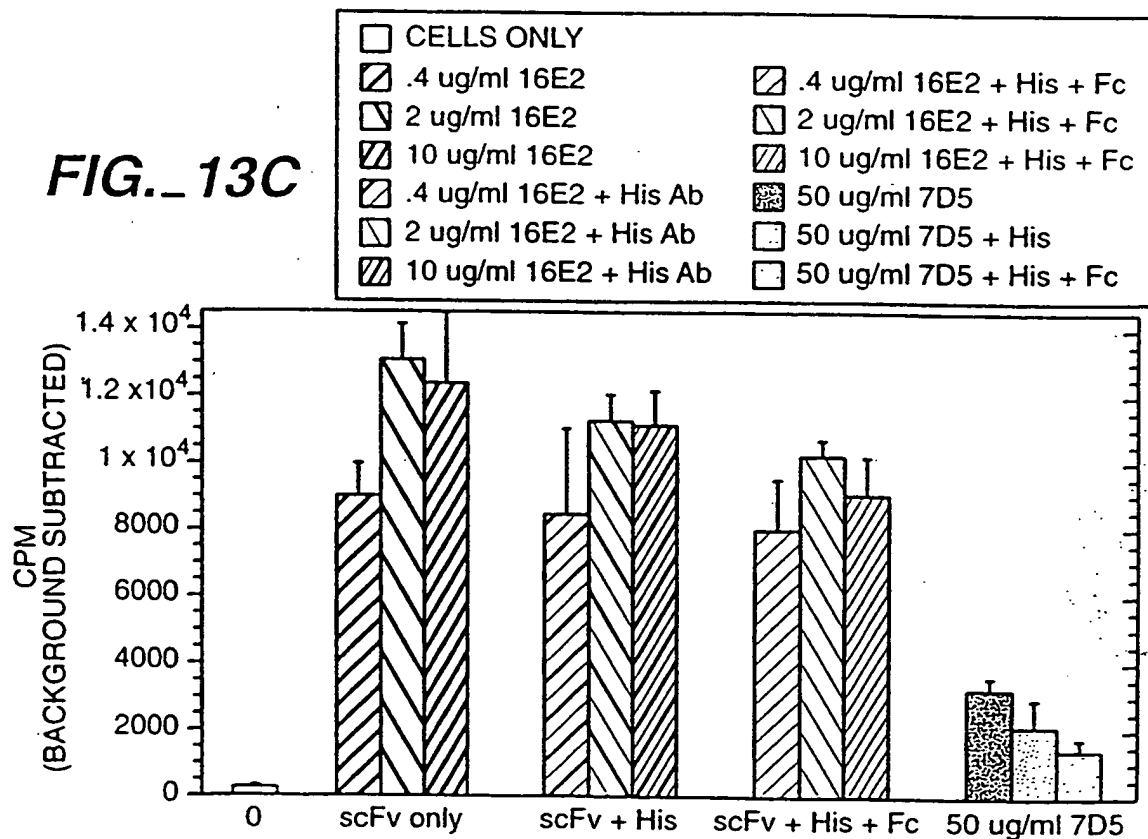 FIG._13C
CELLS ONLY
.4 ug/ml 16E2
2 ug/ml 16E2
10 ug/ml 16E2
.4 ug/ml 16E2 + His Ab
2 ug/ml 16E2 + His Ab
10 ug/ml 16E2 + His Ab
.4 ug/ml 16E2 + His + Fc
2 ug/ml 16E2 + His + Fc
10 ug/ml 16E2 + His + Fc
50 ug/ml 7D5
50 ug/ml 7D5 + His
50 ug/ml 7D5 + His + Fc
CPM
(BACKGROUND SUBTRACTED)
1.4 x 10⁴
1.2 x10⁴
1 x 10⁴
8000
6000
4000
2000
0
0
scFv only
scFv + His
scFv + His + Fc
50 ug/ml 7D5